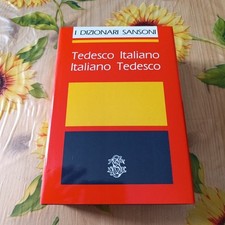 I DIZIONARI SANSONI
Tedesco Italiano
Italiano Tedesco